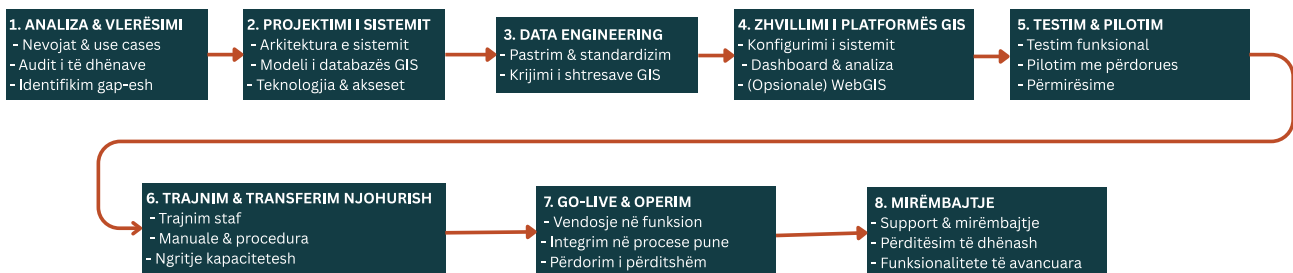 1. ANALIZA & VLERËSIMI
- Nevojat & use cases
- Audit i të dhënave
- Identifikim gap-esh
2. PROJEKTIMI I SISTEMIT
- Arkitektura e sistemit
- Modeli i databazës GIS
- Teknologjia & akseset
3. DATA ENGINEERING
- Pastrim & standardizim
- Krijimi i shtresave GIS
4. ZHVILLIMI I PLATFORMËS GIS
- Konfigurimi i sistemit
- Dashboard & analiza
- (Opsionale) WebGIS
5. TESTIM & PILOTIM
- Testim funksional
- Pilotim me përdorues
- Përmirësime
6. TRAJNIM & TRANSFERIM NJOHURISH
- Trajnim staf
- Manuale & procedura
- Ngritje kapacitetesh
7. GO-LIVE & OPERIM
- Vendosje në funksion
- Integrim në procese pune
- Përdorim i përditshëm
8. MIRËMBAJTJE
- Support & mirëmbajtje
- Përditësim të dhënash
- Funksionalitete të avancuara